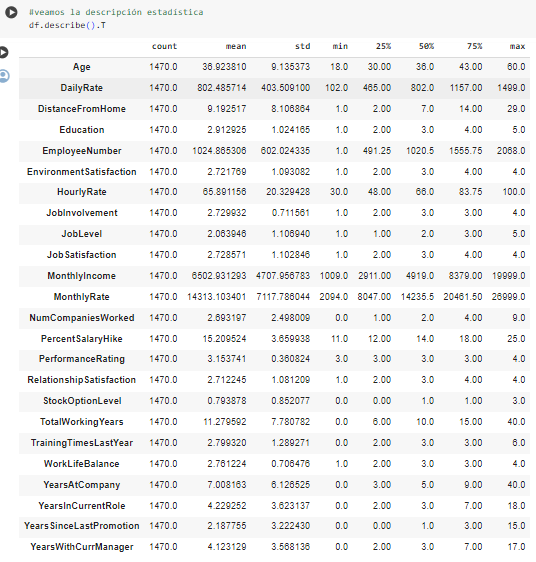 #veamos la descripción estadística
df.describe().T
count mean std min 25% 50% 75% max
Age 1470.0 36.923810 9.135373 18.0 30.00 36.0 43.00 60.0
DailyRate 1470.0 802.485714 403.509100 102.0 465.00 802.0 1157.00 1499.0
DistanceFromHome 1470.0 9.192517 8.106864 1.0 2.00 7.0 14.00 29.0
Education 1470.0 2.912925 1.024165 1.0 2.00 3.0 4.00 5.0
EmployeeNumber 1470.0 1024.865306 602.024335 1.0 491.25 1020.5 1555.75 2068.0
EnvironmentSatisfaction 1470.0 2.721769 1.093082 1.0 2.00 3.0 4.00 4.0
HourlyRate 1470.0 65.891156 20.329428 30.0 48.00 66.0 83.75 100.0
JobInvolvement 1470.0 2.729932 0.711561 1.0 2.00 3.0 3.00 4.0
JobLevel 1470.0 2.063946 1.106940 1.0 1.00 2.0 3.00 5.0
JobSatisfaction 1470.0 2.728571 1.102846 1.0 2.00 3.0 4.00 4.0
MonthlyIncome 1470.0 6502.931293 4707.956783 1009.0 2911.00 4919.0 8379.00 19999.0
MonthlyRate 1470.0 14313.103401 7117.786044 2094.0 8047.00 14235.5 20461.50 26999.0
NumCompaniesWorked 1470.0 2.693197 2.498009 0.0 1.00 2.0 4.00 9.0
PercentSalaryHike 1470.0 15.209524 3.659938 11.0 12.00 14.0 18.00 25.0
PerformanceRating 1470.0 3.153741 0.360824 3.0 3.00 3.0 3.00 4.0
RelationshipSatisfaction 1470.0 2.712245 1.081209 1.0 2.00 3.0 4.00 4.0
StockOptionLevel 1470.0 0.793878 0.852077 0.0 0.00 1.0 1.00 3.0
TotalWorkingYears 1470.0 11.279592 7.780782 0.0 6.00 10.0 15.00 40.0
TrainingTimesLastYear 1470.0 2.799320 1.289271 0.0 2.00 3.0 3.00 6.0
WorkLifeBalance 1470.0 2.761224 0.706476 1.0 2.00 3.0 3.00 4.0
YearsAtCompany 1470.0 7.008163 6.126525 0.0 3.00 5.0 9.00 40.0
YearsInCurrentRole 1470.0 4.229252 3.623137 0.0 2.00 3.0 7.00 18.0
YearsSinceLastPromotion 1470.0 2.187755 3.222430 0.0 0.00 1.0 3.00 15.0
YearsWithCurrManager 1470.0 4.123129 3.568136 0.0 2.00 3.0 7.00 17.0